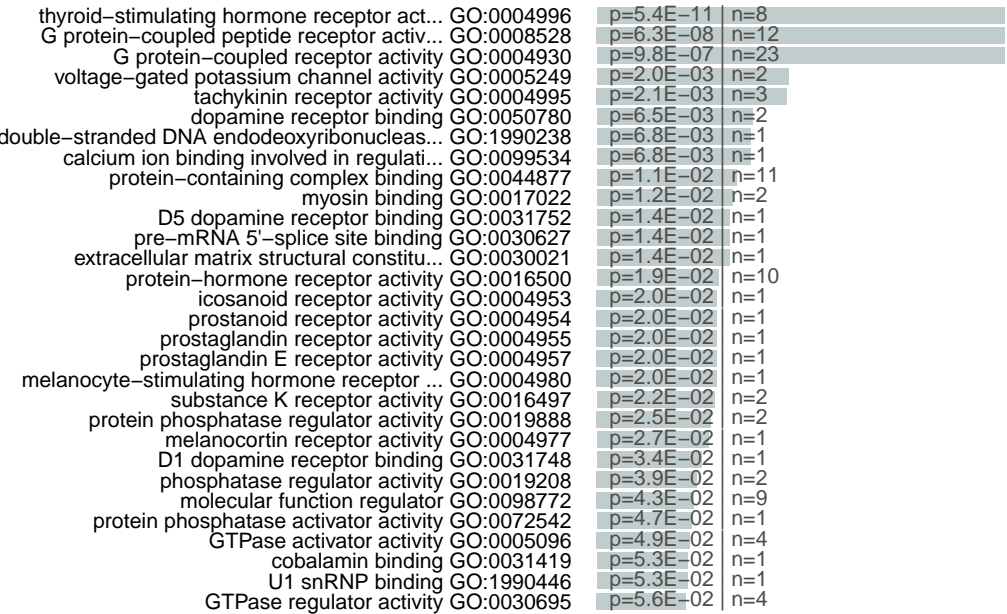 thyroid−stimulating hormone receptor act... GO:0004996 p=5.4E−11 n=8
G protein−coupled peptide receptor activ... GO:0008528 p=6.3E−08 n=12
G protein−coupled receptor activity GO:0004930 p=9.8E−07 n=23
voltage−gated potassium channel activity GO:0005249 p=2.0E−03 n=2
tachykinin receptor activity GO:0004995 p=2.1E−03 n=3
dopamine receptor binding GO:0050780 p=6.5E−03 n=2
double−stranded DNA endodeoxyribonucleas... GO:1990238 p=6.8E−03 n=1
calcium ion binding involved in regulati... GO:0099534 p=6.8E−03 n=1
protein−containing complex binding GO:0044877 p=1.1E−02 n=11
myosin binding GO:0017022 p=1.2E−02 n=2
D5 dopamine receptor binding GO:0031752 p=1.4E−02 n=1
pre−mRNA 5'−splice site binding GO:0030627 p=1.4E−02 n=1
extracellular matrix structural constitu... GO:0030021 p=1.4E−02 n=1
protein−hormone receptor activity GO:0016500 p=1.9E−02 n=10
icosanoid receptor activity GO:0004953 p=2.0E−02 n=1
prostanoid receptor activity GO:0004954 p=2.0E−02 n=1
prostaglandin receptor activity GO:0004955 p=2.0E−02 n=1
prostaglandin E receptor activity GO:0004957 p=2.0E−02 n=1
melanocyte−stimulating hormone receptor ... GO:0004980 p=2.0E−02 n=1
substance K receptor activity GO:0016497 p=2.2E−02 n=2
protein phosphatase regulator activity GO:0019888 p=2.5E−02 n=2
melanocortin receptor activity GO:0004977 p=2.7E−02 n=1
D1 dopamine receptor binding GO:0031748 p=3.4E−02 n=1
phosphatase regulator activity GO:0019208 p=3.9E−02 n=2
molecular function regulator GO:0098772 p=4.3E−02 n=9
protein phosphatase activator activity GO:0072542 p=4.7E−02 n=1
GTPase activator activity GO:0005096 p=4.9E−02 n=4
cobalamin binding GO:0031419 p=5.3E−02 n=1
U1 snRNP binding GO:1990446 p=5.3E−02 n=1
GTPase regulator activity GO:0030695 p=5.6E−02 n=4